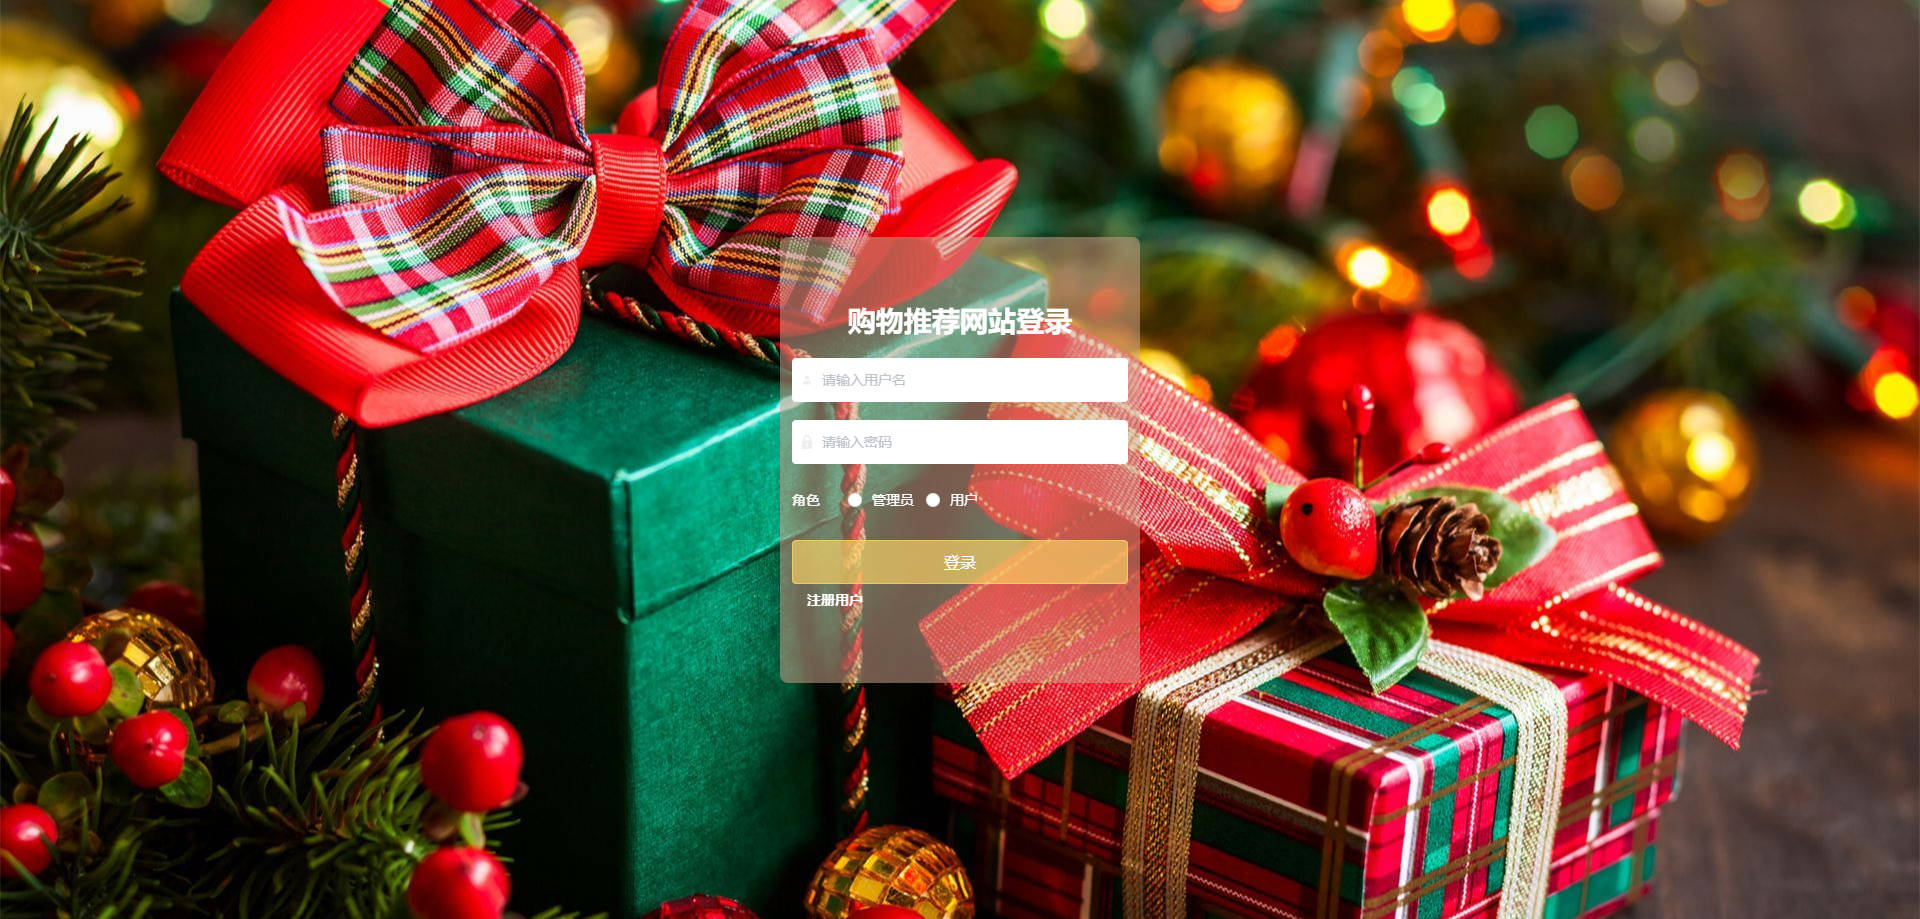 购物推荐网站登录
请输入用户名
请输入密码
角色 管理员 用户
登录
注册用户